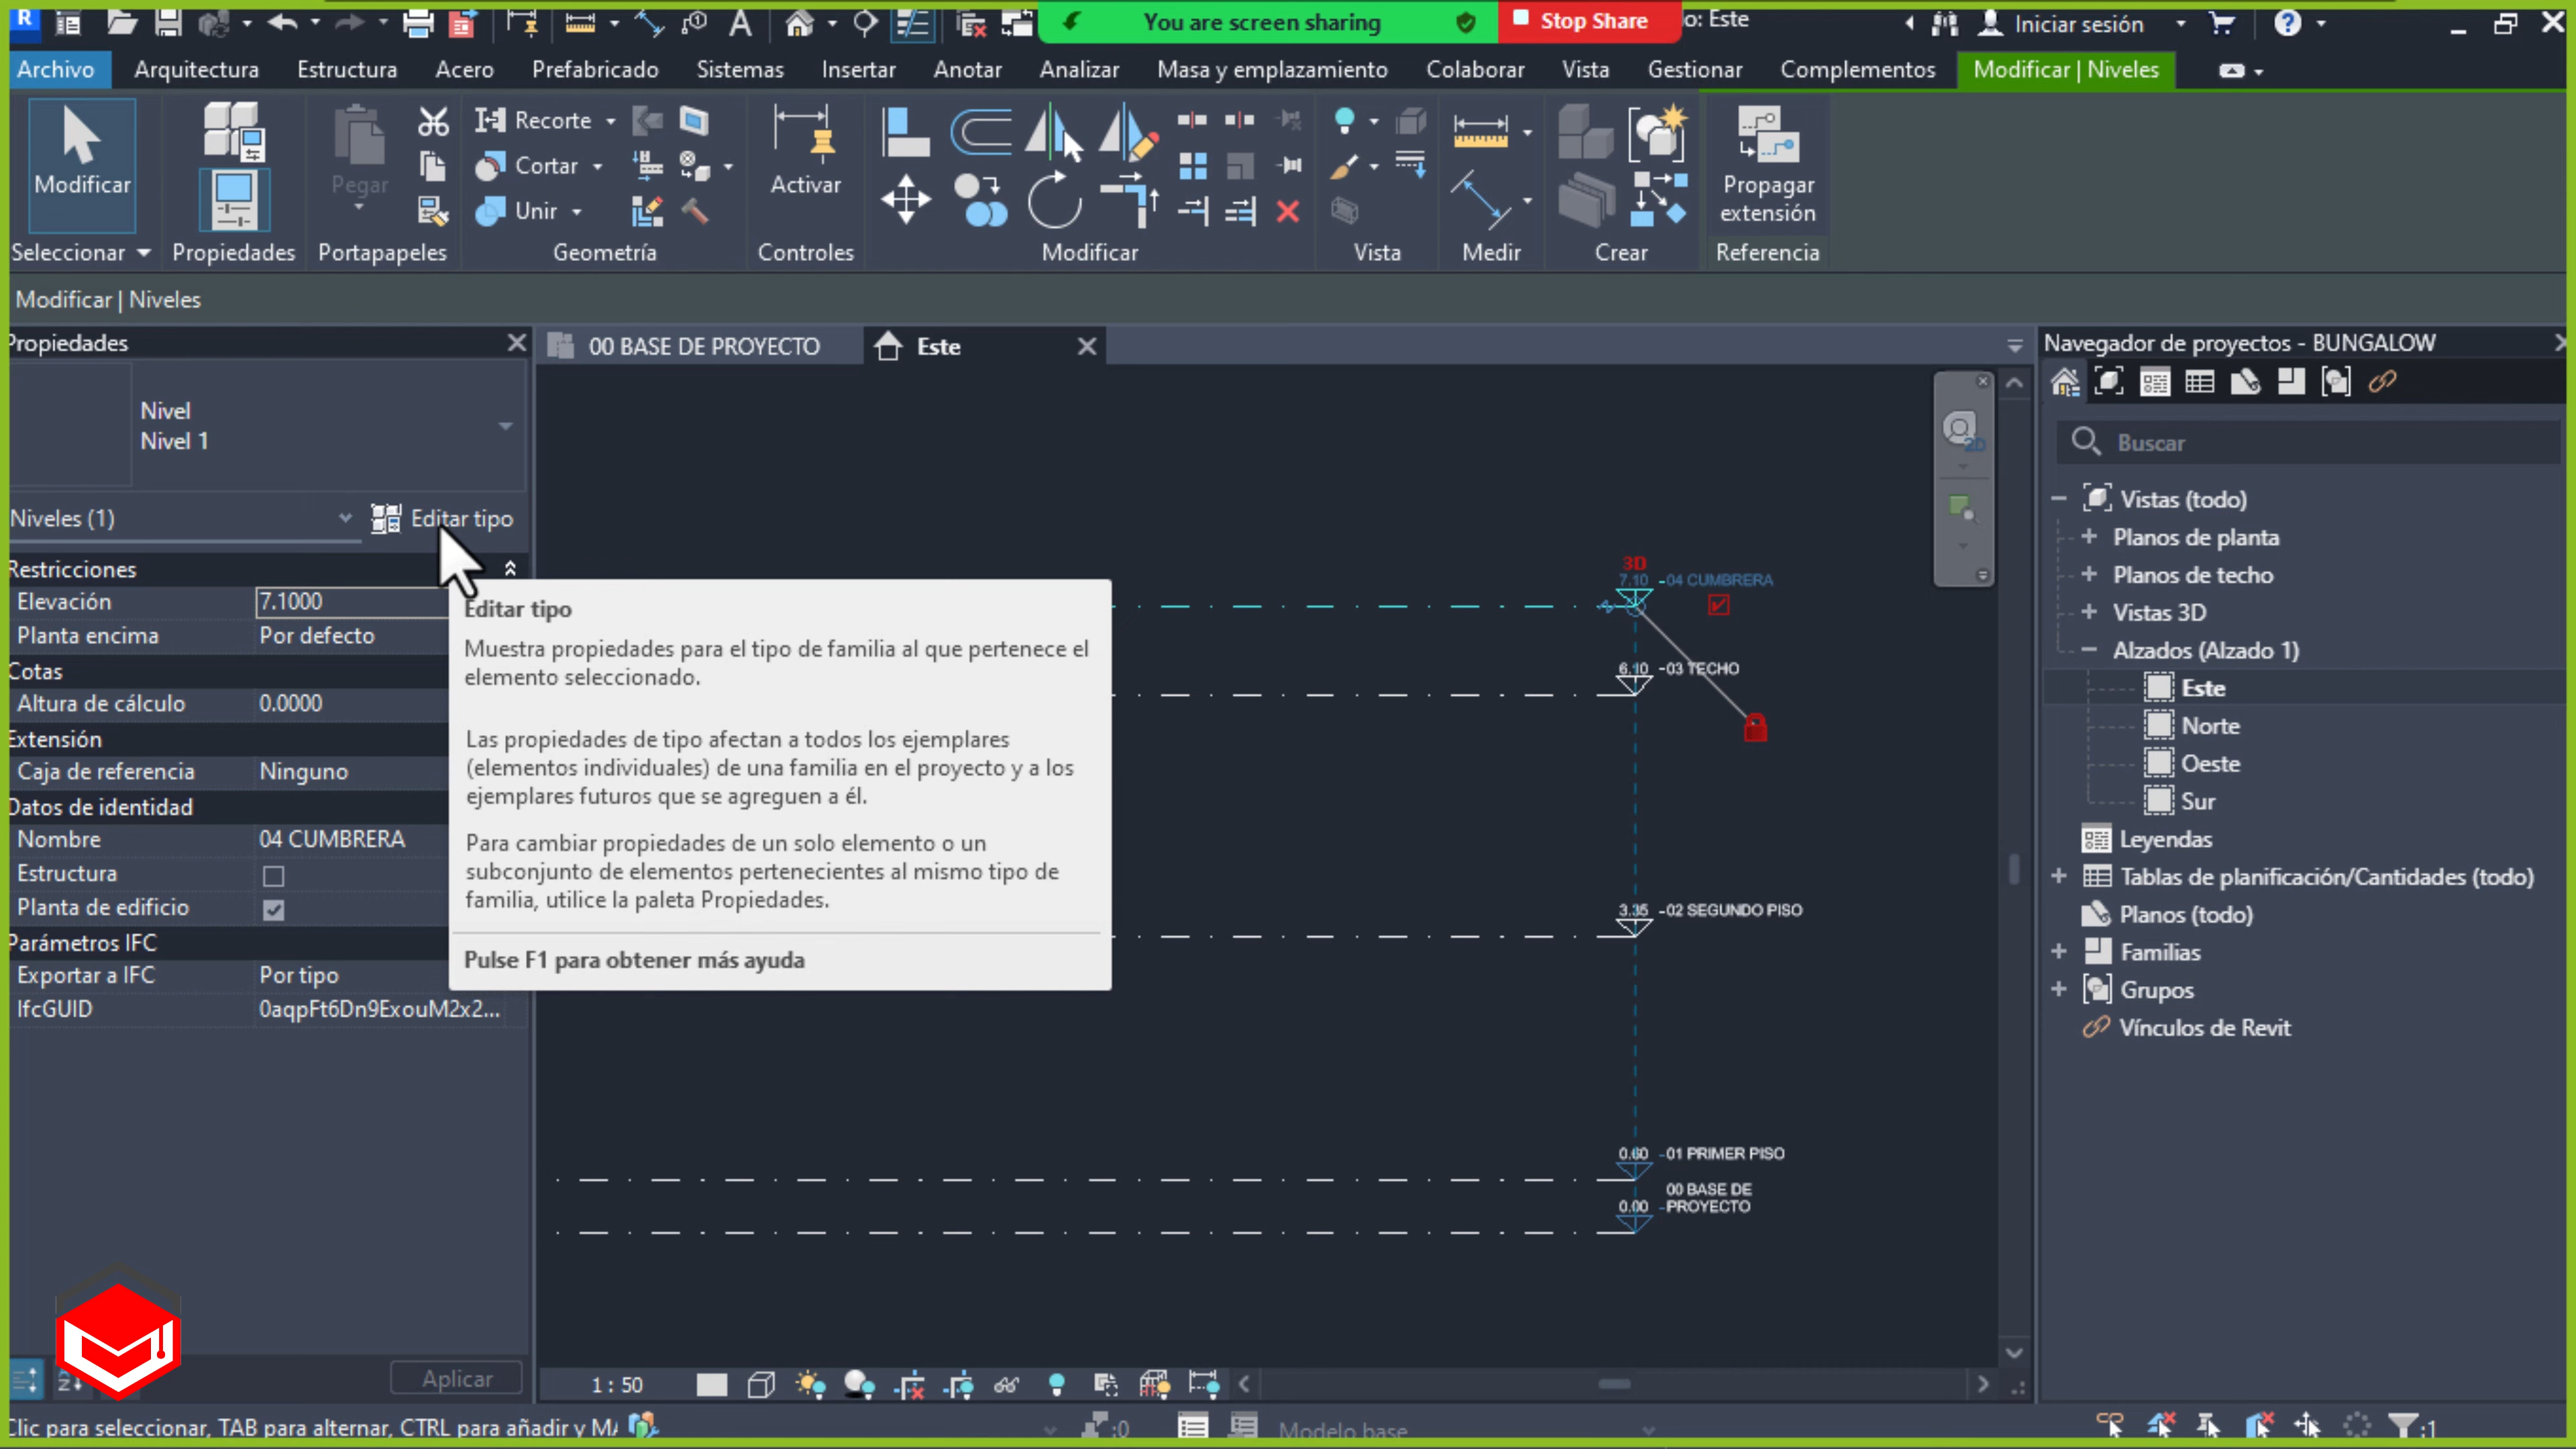 You are screen sharing
Stop Share
o: Este
Iniciar sesión
Archivo
Arquitectura
Estructura
Acero
Prefabricado
Sistemas
Insertar
Anotar
Analizar
Masa y emplazamiento
Colaborar
Vista
Gestionar
Complementos
Modificar | Niveles
Modificar
Pegar
Recorte
Cortar
Unir
Activar
Propagar
extensión
Seleccionar
Propiedades
Portapapeles
Geometría
Controles
Modificar
Vista
Medir
Crear
Referencia
Modificar | Niveles
Propiedades
Nivel
Nivel 1
Niveles (1)
Editar tipo
Restricciones
Elevación 7.1000
Planta encima Por defecto
Cotas
Altura de cálculo 0.0000
Extensión
Caja de referencia Ninguno
Datos de identidad
Nombre 04 CUMBRERA
Estructura
Planta de edificio
Parámetros IFC
Exportar a IFC Por tipo
IfcGUID 0aqpFt6Dn9ExouM2x2...
Aplicar
00 BASE DE PROYECTO
Este
Editar tipo
Muestra propiedades para el tipo de familia al que pertenece el
elemento seleccionado.
Las propiedades de tipo afectan a todos los ejemplares
(elementos individuales) de una familia en el proyecto y a los
ejemplares futuros que se agreguen a él.
Para cambiar propiedades de un solo elemento o un
subconjunto de elementos pertenecientes al mismo tipo de
familia, utilice la paleta Propiedades.
Pulse F1 para obtener más ayuda
2D
3D
7.10 -04 CUMBRERA
6.10 -03 TECHO
3.35 -02 SEGUNDO PISO
0.60 -01 PRIMER PISO
00 BASE DE
0.00 -PROYECTO
1 : 50
Navegador de proyectos - BUNGALOW
Buscar
Vistas (todo)
Planos de planta
Planos de techo
Vistas 3D
Alzados (Alzado 1)
Este
Norte
Oeste
Sur
Leyendas
Tablas de planificación/Cantidades (todo)
Planos (todo)
Familias
Grupos
Vínculos de Revit
Clic para seleccionar, TAB para alternar, CTRL para añadir y M
:0
Modelo base
:1